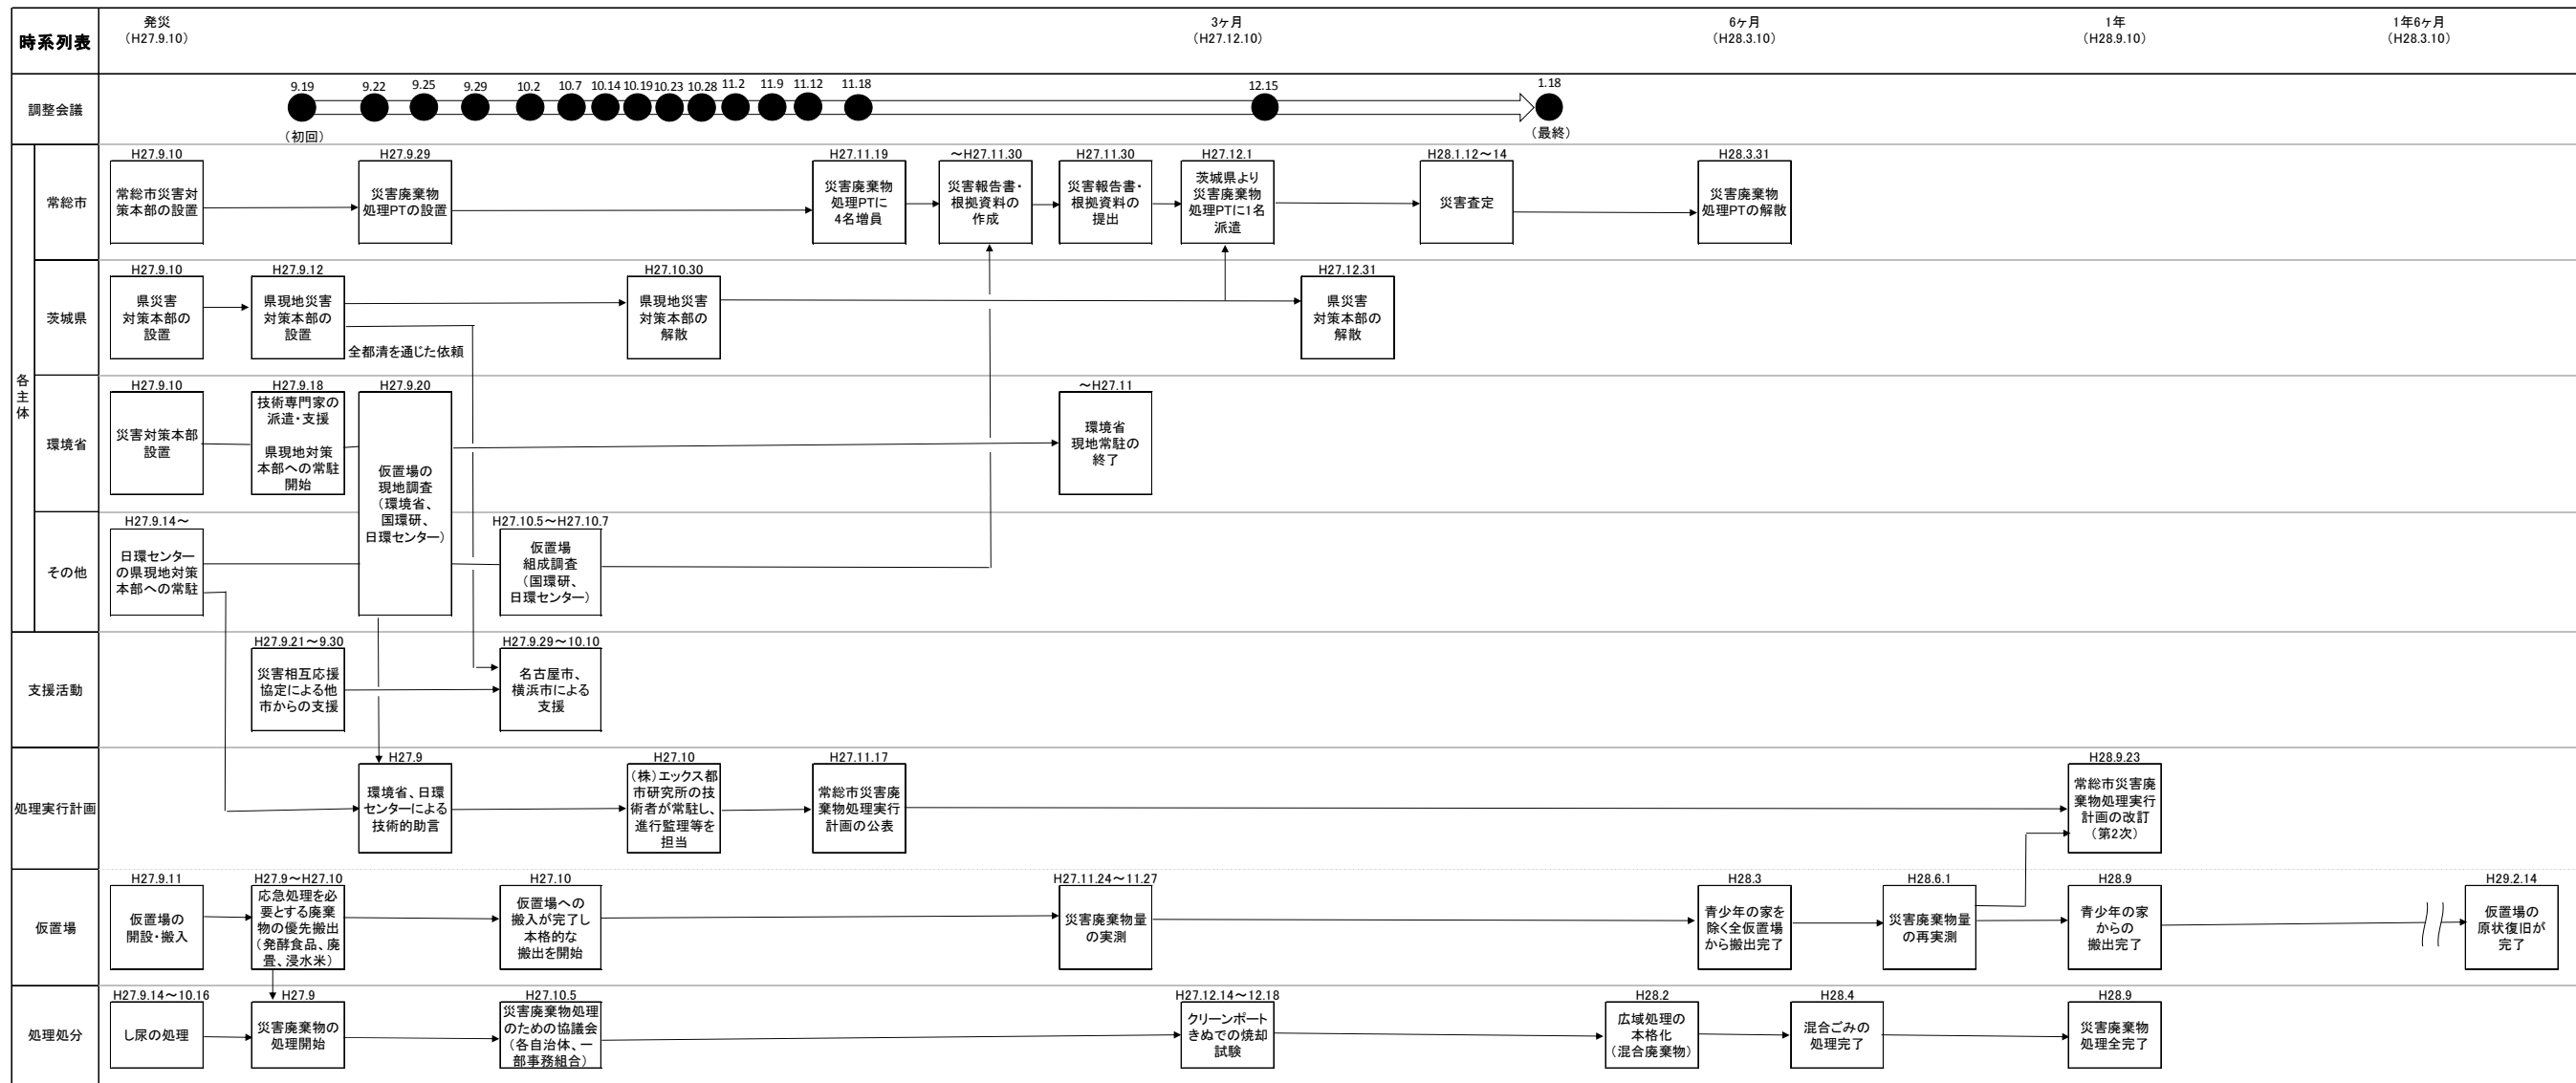 時系列表
発災
（H27.9.10）
3ヶ月
（H27.12.10）
6ヶ月
（H28.3.10）
1年
（H28.9.10）
1年6ヶ月
（H28.3.10）
調整会議
9.19
9.22
9.25
9.29
10.2
10.7
10.14
10.19
10.23
10.28
11.2
11.9
11.12
11.18
12.15
1.18
（初回）
（最終）
各
主
体
常総市
H27.9.10
常総市災害対
策本部の設置
H27.9.29
災害廃棄物
処理PTの設置
H27.11.19
災害廃棄物
処理PTに
4名増員
～H27.11.30
災害報告書・
根拠資料の
作成
H27.11.30
災害報告書・
根拠資料の
提出
H27.12.1
茨城県より
災害廃棄物
処理PTに1名
派遣
H28.1.12～14
災害査定
H28.3.31
災害廃棄物
処理PTの解散
茨城県
H27.9.10
県災害
対策本部の
設置
H27.9.12
県現地災害
対策本部の
設置
全都清を通じた依頼
H27.10.30
県現地災害
対策本部の
解散
H27.12.31
県災害
対策本部の
解散
環境省
H27.9.10
災害対策本部
設置
H27.9.18
技術専門家の
派遣・支援
県現地対策
本部への常駐
開始
H27.9.20
仮置場の
現地調査
（環境省、
国環研、
日環センター）
～H27.11
環境省
現地常駐の
終了
その他
H27.9.14～
日環センター
の県現地対策
本部への常駐
H27.10.5～H27.10.7
仮置場
組成調査
（国環研、
日環センター）
支援活動
H27.9.21～9.30
災害相互応援
協定による他
市からの支援
H27.9.29～10.10
名古屋市、
横浜市による
支援
処理実行計画
H27.9
環境省、日環
センターによる
技術的助言
H27.10
（株）エックス都
市研究所の技
術者が常駐し、
進行監理等を
担当
H27.11.17
常総市災害廃
棄物処理実行
計画の公表
H28.9.23
常総市災害廃
棄物処理実行
計画の改訂
（第2次）
仮置場
H27.9.11
仮置場の
開設・搬入
H27.9～H27.10
応急処理を必
要とする廃棄
物の優先搬出
（発酵食品、廃
畳、浸水米）
H27.10
仮置場への
搬入が完了し
本格的な
搬出を開始
H27.11.24～11.27
災害廃棄物量
の実測
H28.3
青少年の家を
除く全仮置場
から搬出完了
H28.6.1
災害廃棄物量
の再実測
H28.9
青少年の家
からの
搬出完了
H29.2.14
仮置場の
原状復旧が
完了
処理処分
H27.9.14～10.16
し尿の処理
H27.9
災害廃棄物の
処理開始
H27.10.5
災害廃棄物処理
のための協議会
（各自治体、一
部事務組合）
H27.12.14～12.18
クリーンポート
きぬでの焼却
試験
H28.2
広域処理の
本格化
（混合廃棄物）
H28.4
混合ごみの
処理完了
H28.9
災害廃棄物
処理全完了